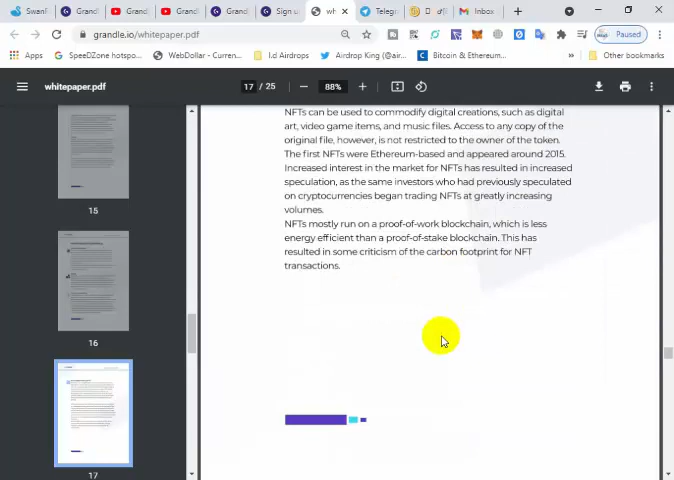 SwanF
Grandl
Grandj
Grandj
Grandl
Sign u
wh
Telegr
Inbox
grandle.io/whitepaper.pdf
Paused
Apps
SpeedZone hotspo...
WebDollar - Curren...
I.d Airdrops
Airdrop King (@air...
Bitcoin & Ethereum...
Other bookmarks
whitepaper.pdf
17 / 25
88%
15
16
17
NFTs can be used to commodify digital creations, such as digital
art, video game items, and music files. Access to any copy of the
original file, however, is not restricted to the owner of the token.
The first NFTs were Ethereum-based and appeared around 2015.
Increased interest in the market for NFTs has resulted in increased
speculation, as the same investors who had previously speculated
on cryptocurrencies began trading NFTs at greatly increasing
volumes.
NFTs mostly run on a proof-of-work blockchain, which is less
energy efficient than a proof-of-stake blockchain. This has
resulted in some criticism of the carbon footprint for NFT
transactions.